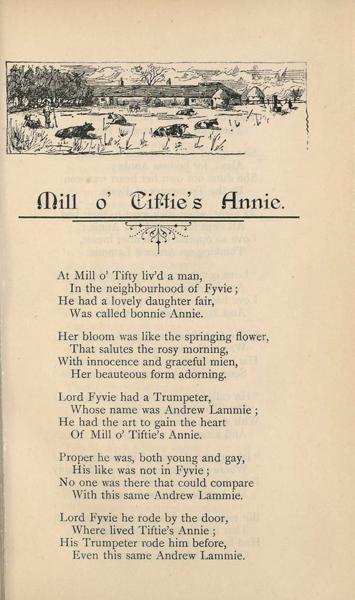 Mill o' Tiftie's Annie.
At Mill o' Tifty liv'd a man,
In the neighbourhood of Fyvie;
He had a lovely daughter fair,
Was called bonnie Annie.
Her bloom was like the springing flower,
That salutes the rosy morning,
With innocence and graceful mien,
Her beauteous form adorning.
Lord Fyvie had a Trumpeter,
Whose name was Andrew Lammie;
He had the art to gain the heart
Of Mill o' Tiftie's Annie.
Proper he was, both young and gay,
His like was not in Fyvie;
No one was there that could compare
With this same Andrew Lammie.
Lord Fyvie he rode by the door,
Where lived Tiftie's Annie;
His Trumpeter rode him before,
Even this same Andrew Lammie.